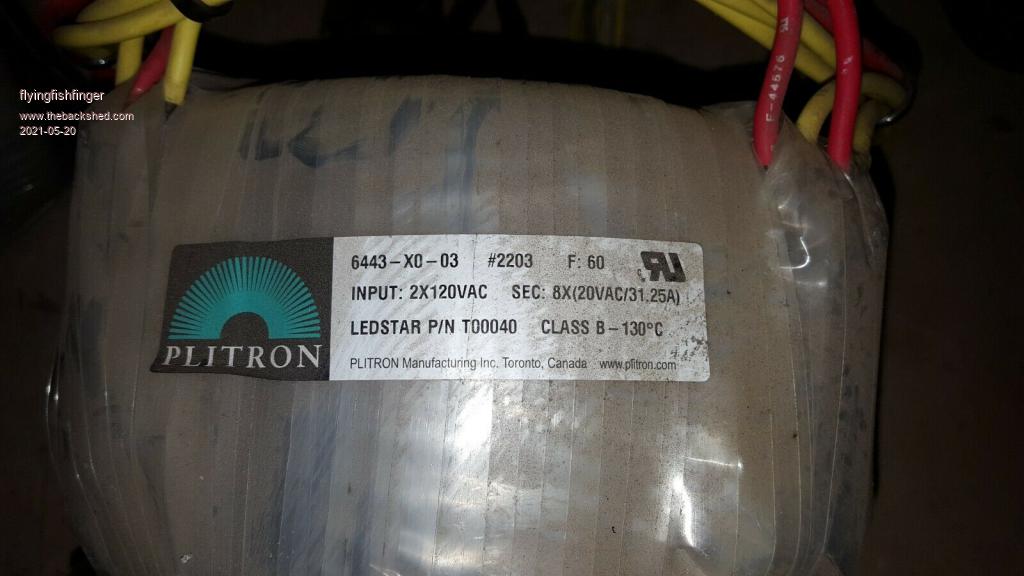 flyingfishfinger
www.thebackshed.com
2021-05-20
E-44576
6443-X0-03 #2203 F: 60
INPUT: 2X120VAC SEC: 8X(20VAC/31.25A)
LEDSTAR P/N T00040 CLASS B-130°C
PLITRON
PLITRON Manufacturing Inc. Toronto, Canada www.plitron.com